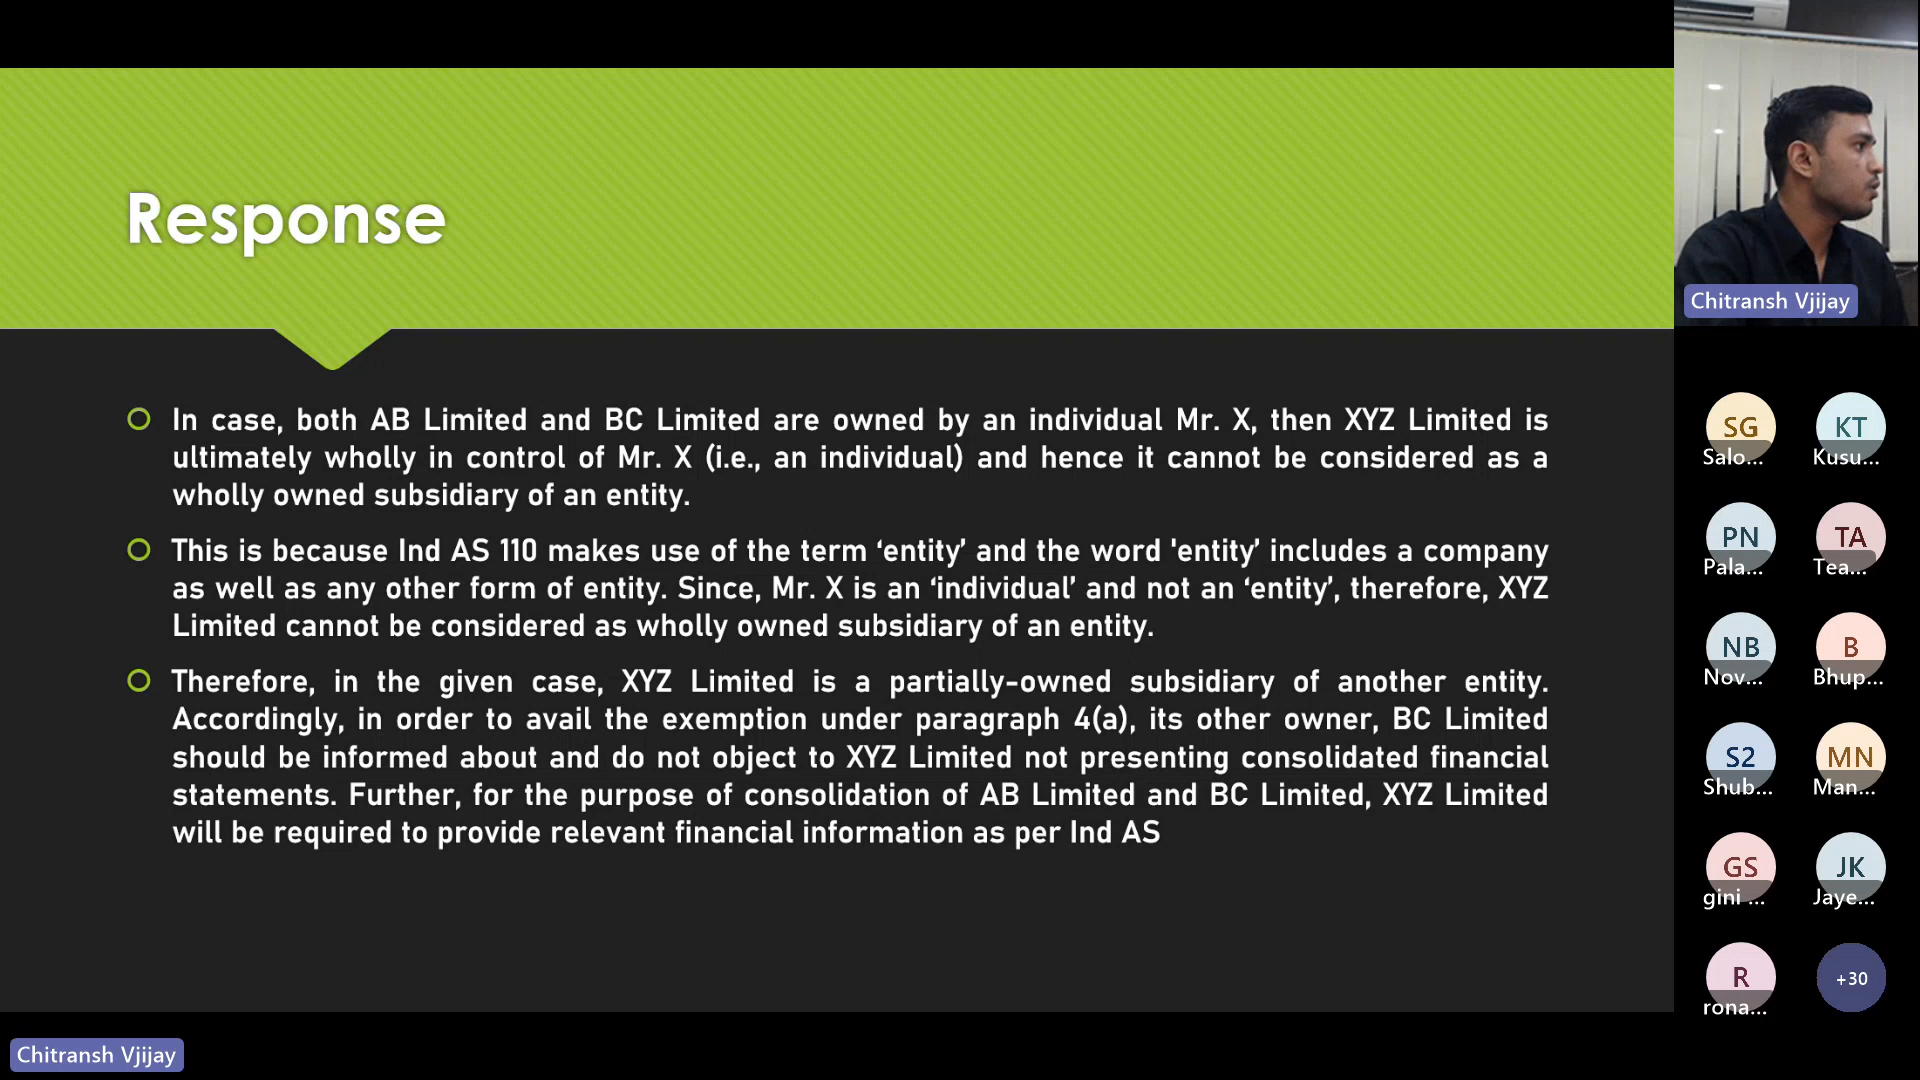 Response
In case, both AB Limited and BC Limited are owned by an individual Mr. X, then XYZ Limited is
ultimately wholly in control of Mr. X (i.e., an individual) and hence it cannot be considered as a
wholly owned subsidiary of an entity.
This is because Ind AS 110 makes use of the term ‘entity’ and the word 'entity’ includes a company
as well as any other form of entity. Since, Mr. X is an ‘individual’ and not an ‘entity’, therefore, XYZ
Limited cannot be considered as wholly owned subsidiary of an entity.
Therefore, in the given case, XYZ Limited is a partially-owned subsidiary of another entity.
Accordingly, in order to avail the exemption under paragraph 4(a), its other owner, BC Limited
should be informed about and do not object to XYZ Limited not presenting consolidated financial
statements. Further, for the purpose of consolidation of AB Limited and BC Limited, XYZ Limited
will be required to provide relevant financial information as per Ind AS
Chitransh Vjijay
Chitransh Vjijay
SG
Salo...
KT
Kusu...
PN
Pala...
TA
Tea...
NB
Nov...
B
Bhup...
S2
Shub...
MN
Man...
GS
gini ...
JK
Jaye...
R
rona...
+30